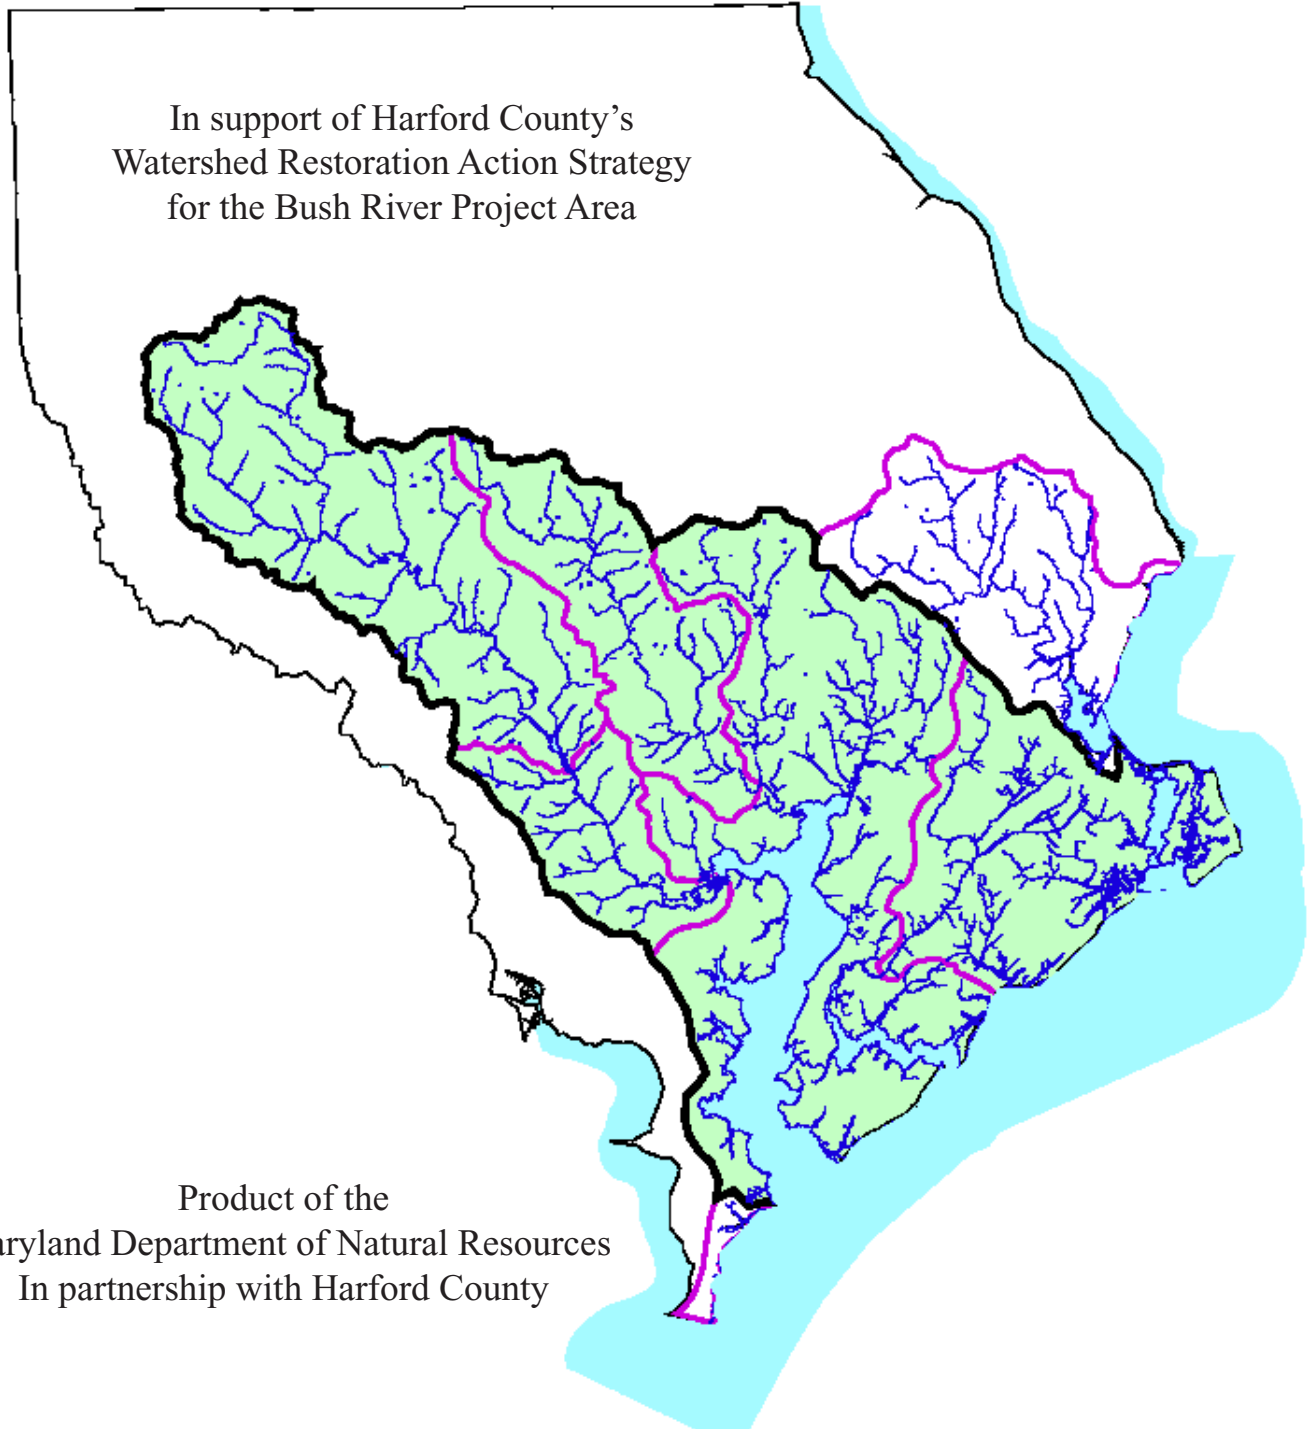 In support of Harford County’s
Watershed Restoration Action Strategy
for the Bush River Project Area
Product of the
aryland Department of Natural Resources
In partnership with Harford County